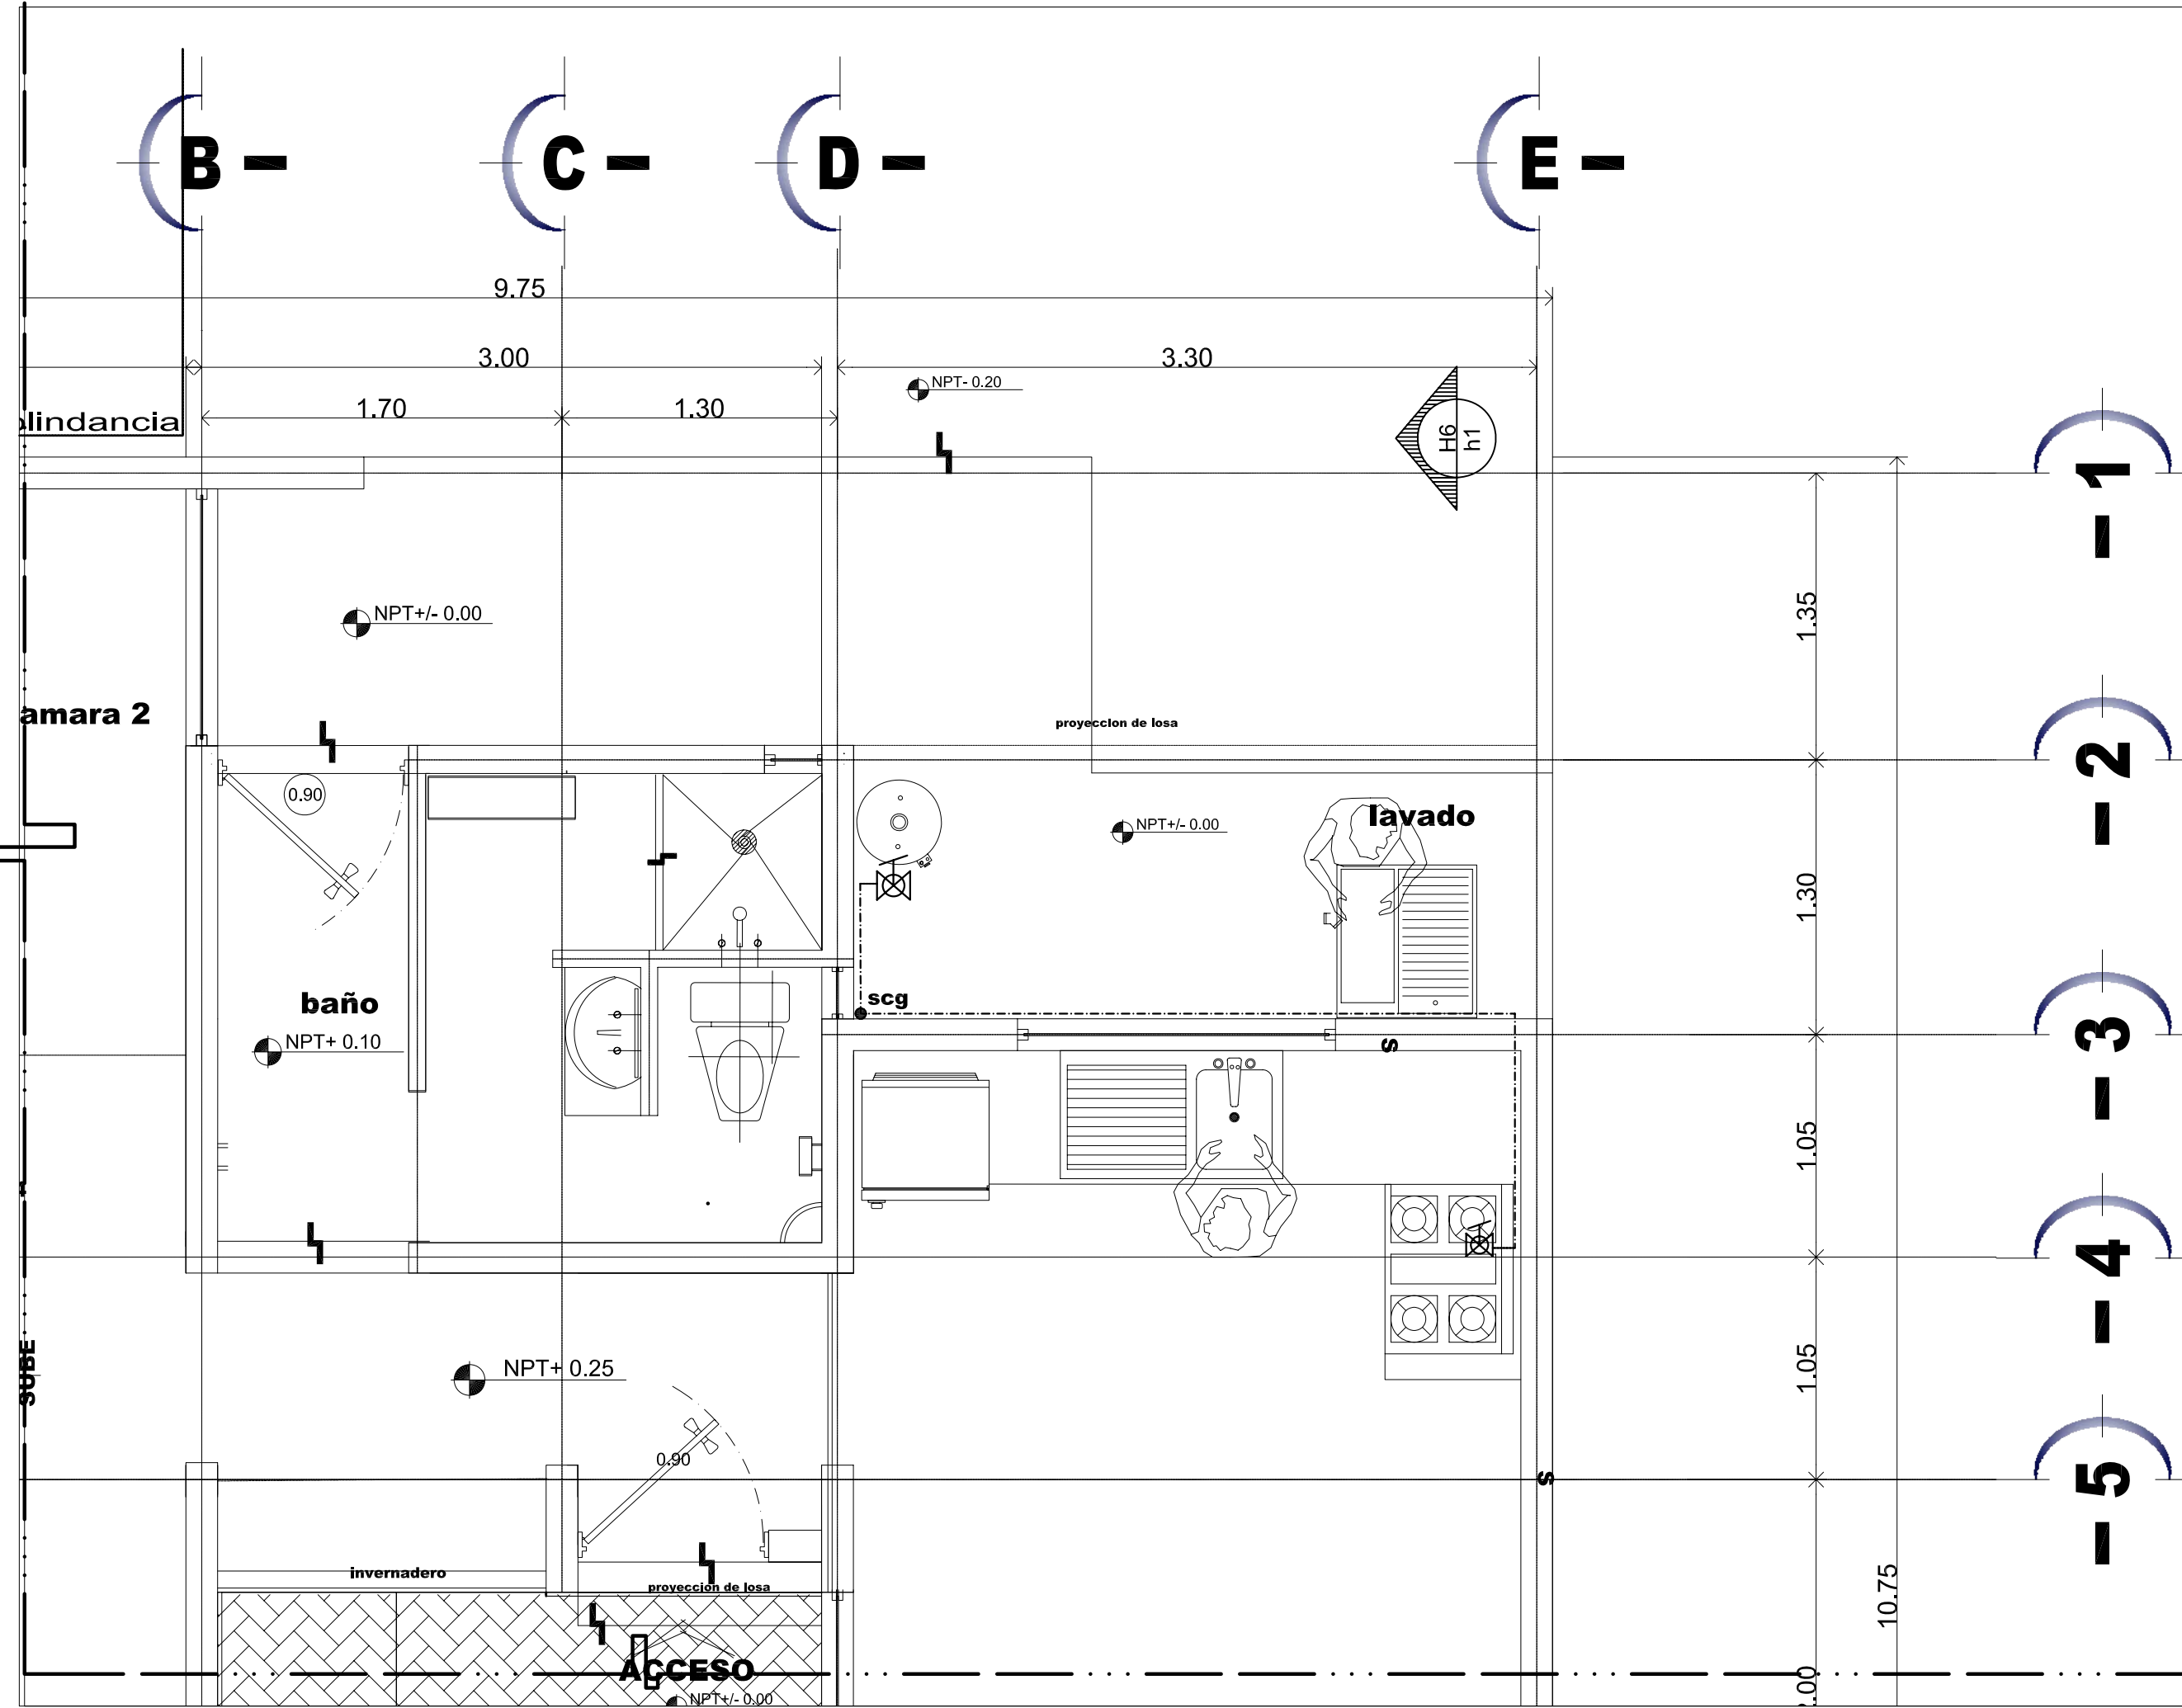 B -
C -
D -
E -
9.75
3.00
3.30
NPT- 0.20
1.70
1.30
lindancia
H6
h1
- 1
1.35
NPT+/- 0.00
amara 2
proyeccion de losa
- 2
0.90
lavado
NPT+/- 0.00
1.30
baño
scg
NPT+ 0.10
- 3
s
1.05
- 4
SUBE
NPT+ 0.25
1.05
0.90
s
- 5
invernadero
proyección de losa
10.75
ACCESO
NPT+/- 0.00
.00